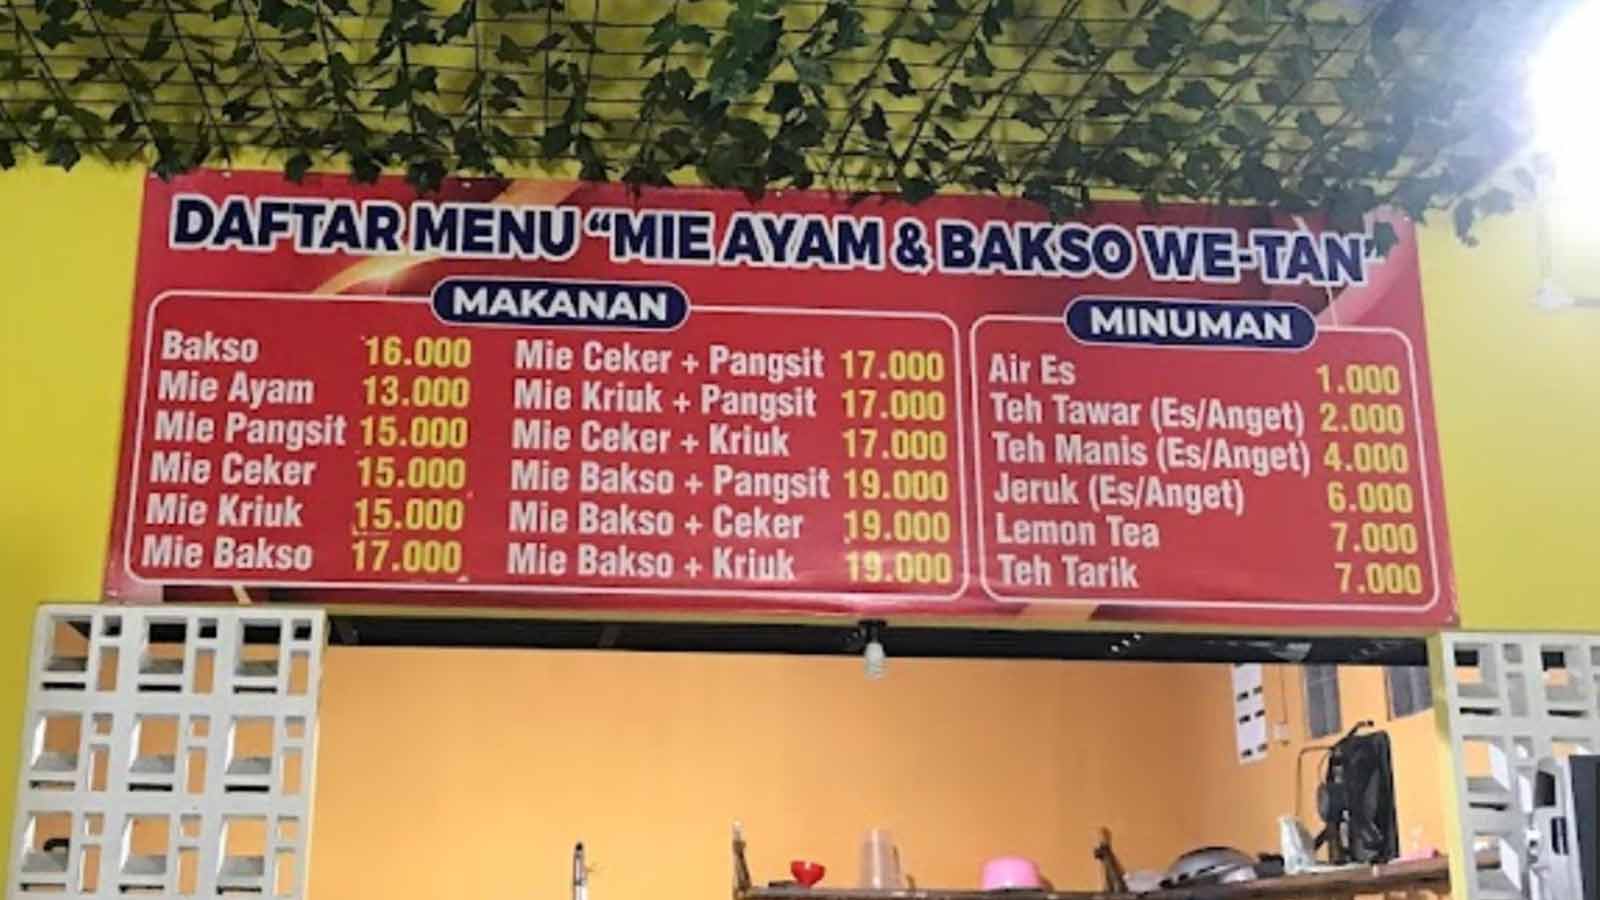 DAFTAR MENU “MIE AYAM & BAKSO WE-TAN”
MAKANAN
Bakso 16.000
Mie Ayam 13.000
Mie Pangsit 15.000
Mie Ceker 15.000
Mie Kriuk 15.000
Mie Bakso 17.000
Mie Ceker + Pangsit 17.000
Mie Kriuk + Pangsit 17.000
Mie Ceker + Kriuk 17.000
Mie Bakso + Pangsit 19.000
Mie Bakso + Ceker 19.000
Mie Bakso + Kriuk 19.000
MINUMAN
Air Es 1.000
Teh Tawar (Es/Anget) 2.000
Teh Manis (Es/Anget) 4.000
Jeruk (Es/Anget) 6.000
Lemon Tea 7.000
Teh Tarik 7.000